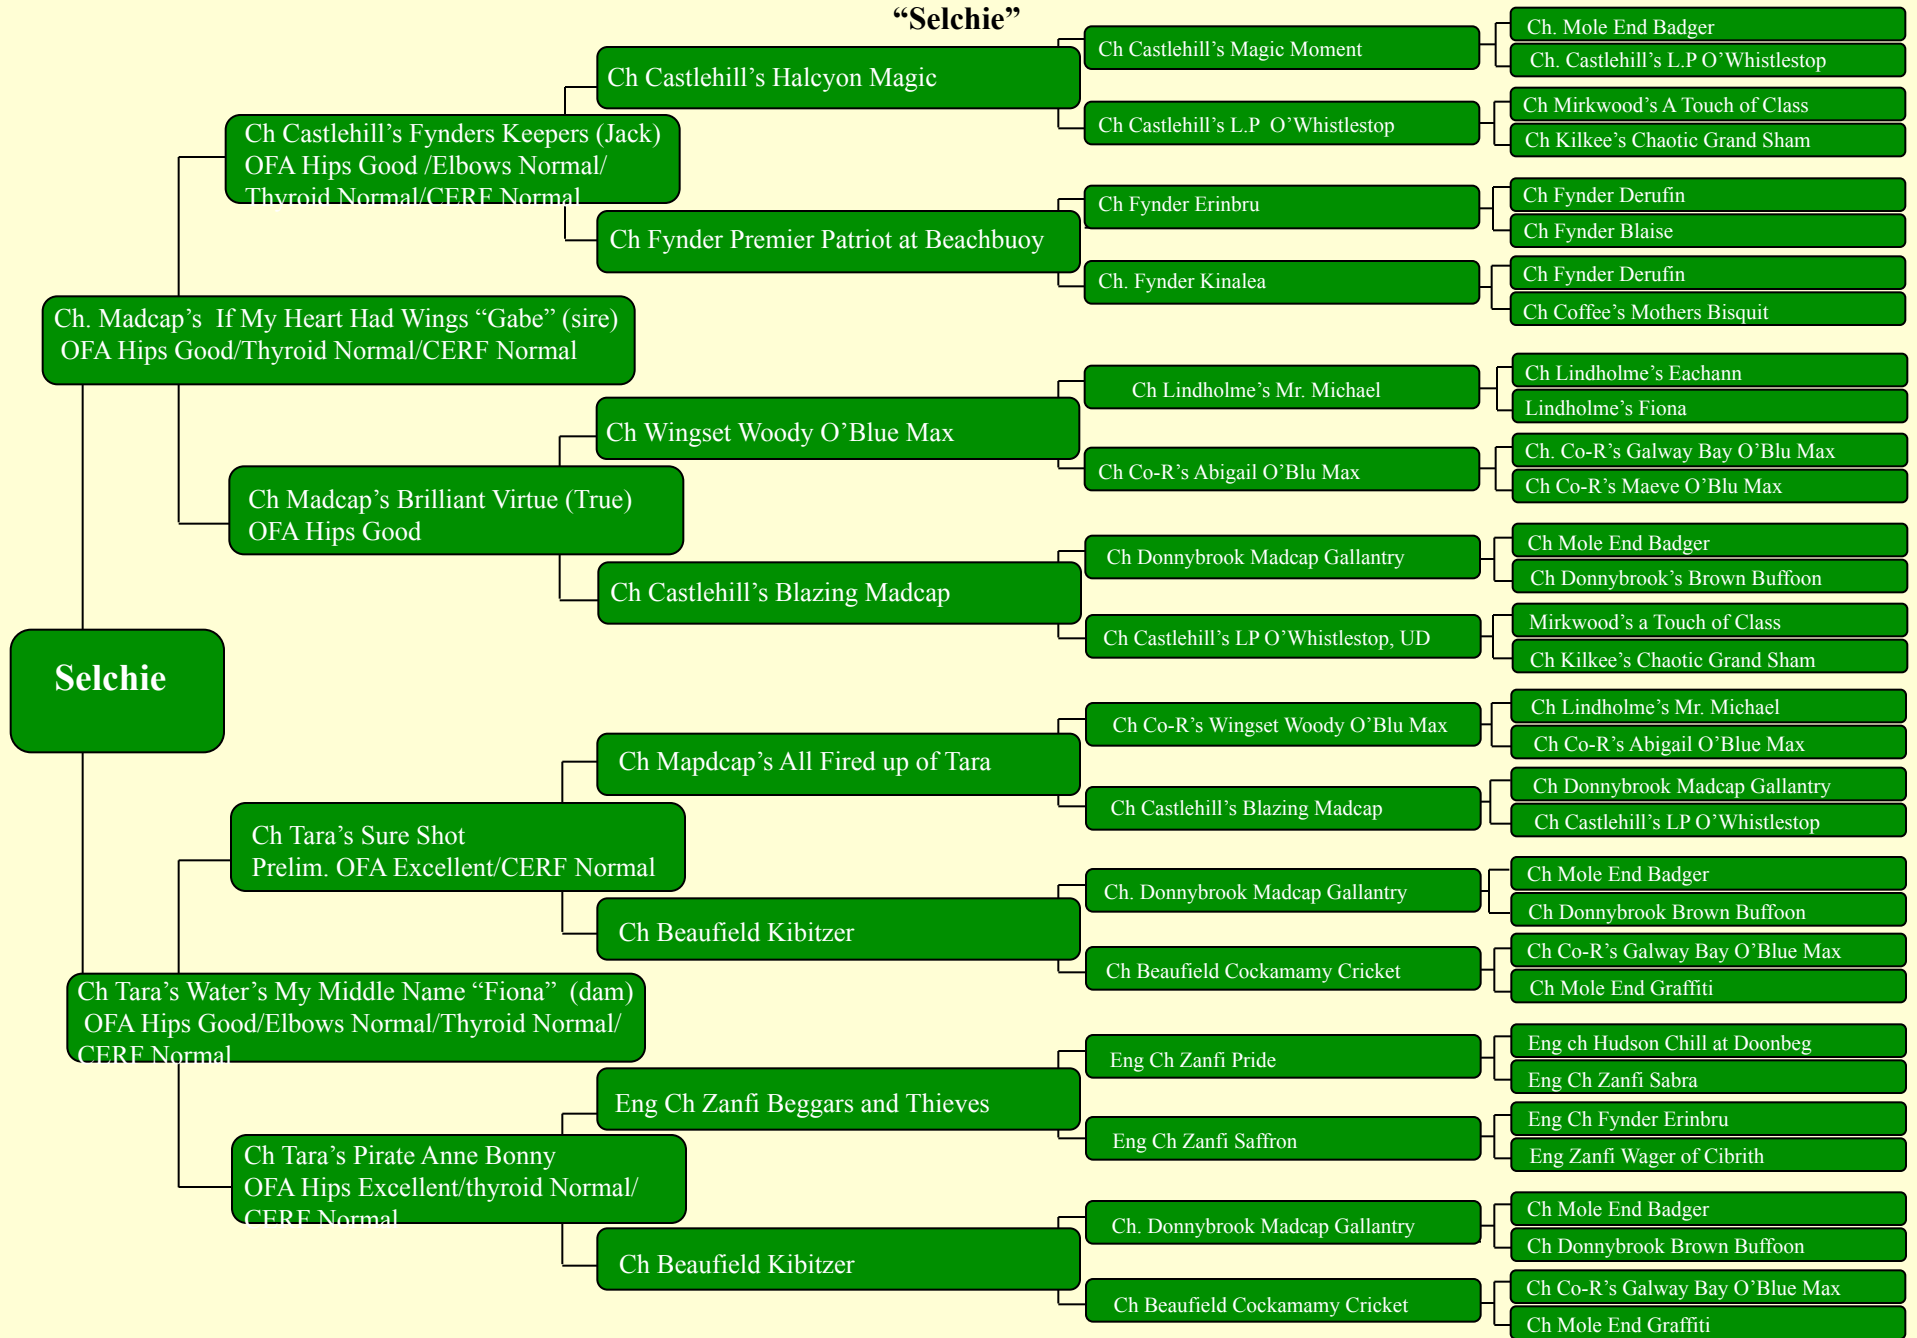 “Selchie”
Selchie
Ch. Madcap’s  If My Heart Had Wings “Gabe” (sire)
OFA Hips Good/Thyroid Normal/CERF Normal
Ch Tara’s Water’s My Middle Name “Fiona”  (dam)
OFA Hips Good/Elbows Normal/Thyroid Normal/
CERF Normal
Ch Castlehill’s Fynders Keepers (Jack)
OFA Hips Good /Elbows Normal/
Thyroid Normal/CERF Normal
Ch Madcap’s Brilliant Virtue (True)
OFA Hips Good
Ch Tara’s Sure Shot
Prelim. OFA Excellent/CERF Normal
Ch Tara’s Pirate Anne Bonny
OFA Hips Excellent/thyroid Normal/
CERF Normal
Ch Castlehill’s Halcyon Magic
Ch Fynder Premier Patriot at Beachbuoy
Ch Wingset Woody O’Blue Max
Ch Castlehill’s Blazing Madcap
Ch Mapdcap’s All Fired up of Tara
Ch Beaufield Kibitzer
Eng Ch Zanfi Beggars and Thieves
Ch Beaufield Kibitzer
Ch Castlehill’s Magic Moment
Ch Castlehill’s L.P  O’Whistlestop
Ch Fynder Erinbru
Ch. Fynder Kinalea
Ch Lindholme’s Mr. Michael
Ch Co-R’s Abigail O’Blu Max
Ch Donnybrook Madcap Gallantry
Ch Castlehill’s LP O’Whistlestop, UD
Ch Co-R’s Wingset Woody O’Blu Max
Ch Castlehill’s Blazing Madcap
Ch. Donnybrook Madcap Gallantry
Ch Beaufield Cockamamy Cricket
Eng Ch Zanfi Pride
Eng Ch Zanfi Saffron
Ch. Donnybrook Madcap Gallantry
Ch Beaufield Cockamamy Cricket
Ch. Mole End Badger
Ch. Castlehill’s L.P O’Whistlestop
Ch Mirkwood’s A Touch of Class
Ch Kilkee’s Chaotic Grand Sham
Ch Fynder Derufin
Ch Fynder Blaise
Ch Fynder Derufin
Ch Coffee’s Mothers Bisquit
Ch Lindholme’s Eachann
Lindholme’s Fiona
Ch. Co-R’s Galway Bay O’Blu Max
Ch Co-R’s Maeve O’Blu Max
Ch Mole End Badger
Ch Donnybrook’s Brown Buffoon
Mirkwood’s a Touch of Class
Ch Kilkee’s Chaotic Grand Sham
Ch Lindholme’s Mr. Michael
Ch Co-R’s Abigail O’Blue Max
Ch Donnybrook Madcap Gallantry
Ch Castlehill’s LP O’Whistlestop
Ch Mole End Badger
Ch Donnybrook Brown Buffoon
Ch Co-R’s Galway Bay O’Blue Max
Ch Mole End Graffiti
Eng ch Hudson Chill at Doonbeg
Eng Ch Zanfi Sabra
Eng Ch Fynder Erinbru
Eng Zanfi Wager of Cibrith
Ch Mole End Badger
Ch Donnybrook Brown Buffoon
Ch Co-R’s Galway Bay O’Blue Max
Ch Mole End Graffiti